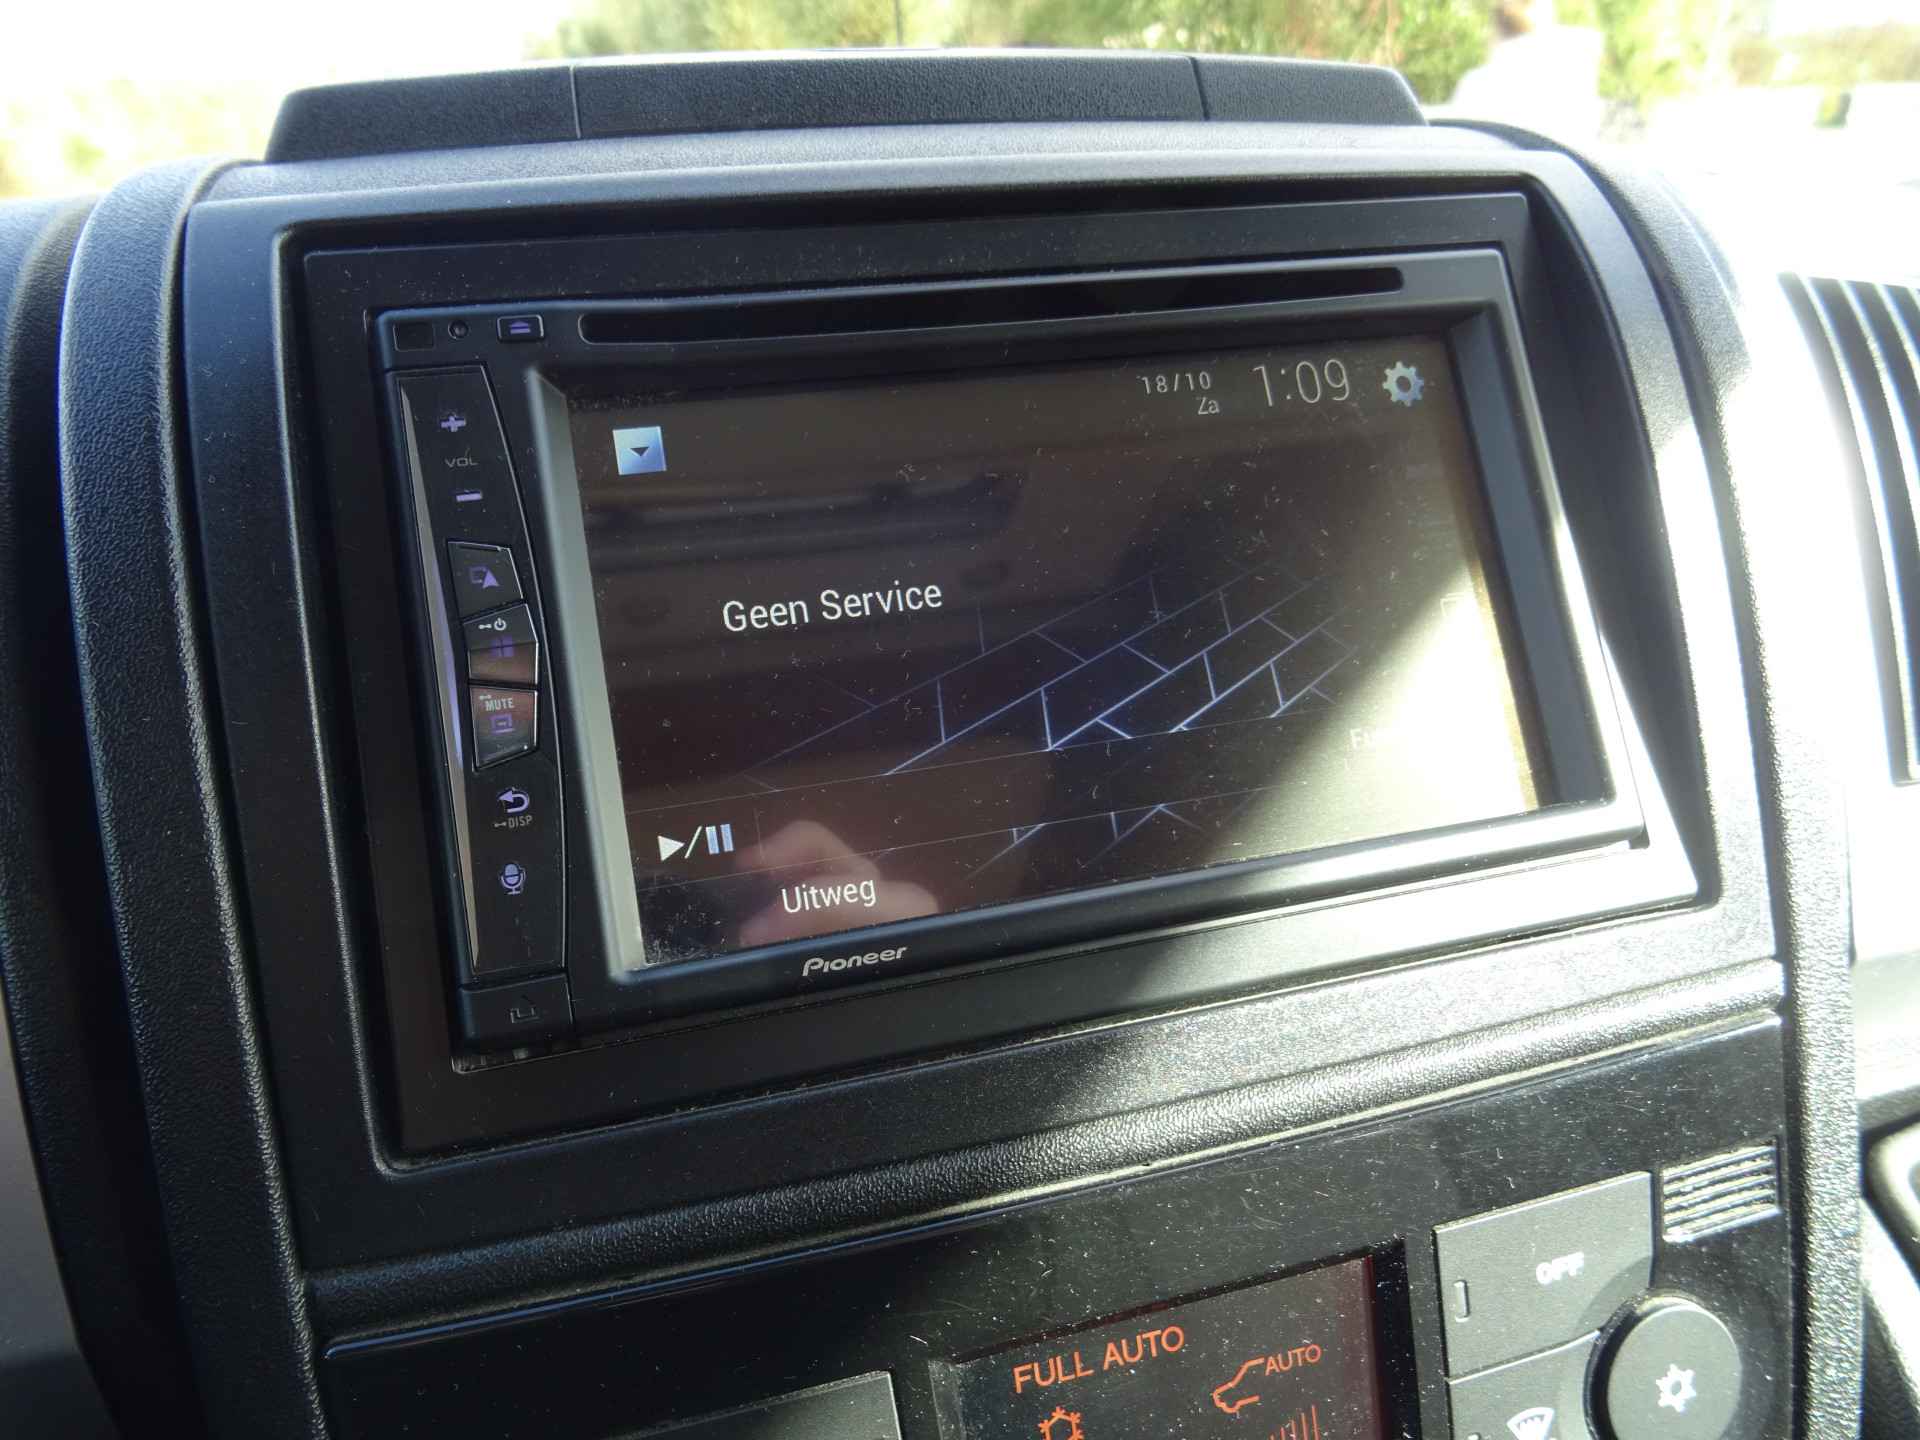 18/10
Za
1:09
VOL
Geen Service
MUTE
DISP
Uitweg
Pioneer
OFF
FULL AUTO
AUTO